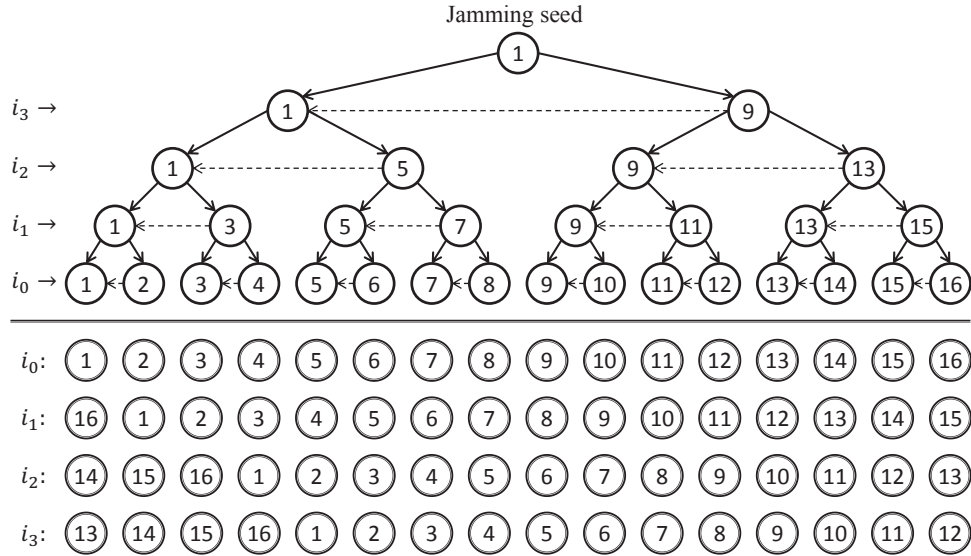 Jamming seed
1
i₃ → 1 9
i₂ → 1 5 9 13
i₁ → 1 3 5 7 9 11 13 15
i₀ → 1 2 3 4 5 6 7 8 9 10 11 12 13 14 15 16
i₀: 1 2 3 4 5 6 7 8 9 10 11 12 13 14 15 16
i₁: 16 1 2 3 4 5 6 7 8 9 10 11 12 13 14 15
i₂: 14 15 16 1 2 3 4 5 6 7 8 9 10 11 12 13
i₃: 13 14 15 16 1 2 3 4 5 6 7 8 9 10 11 12